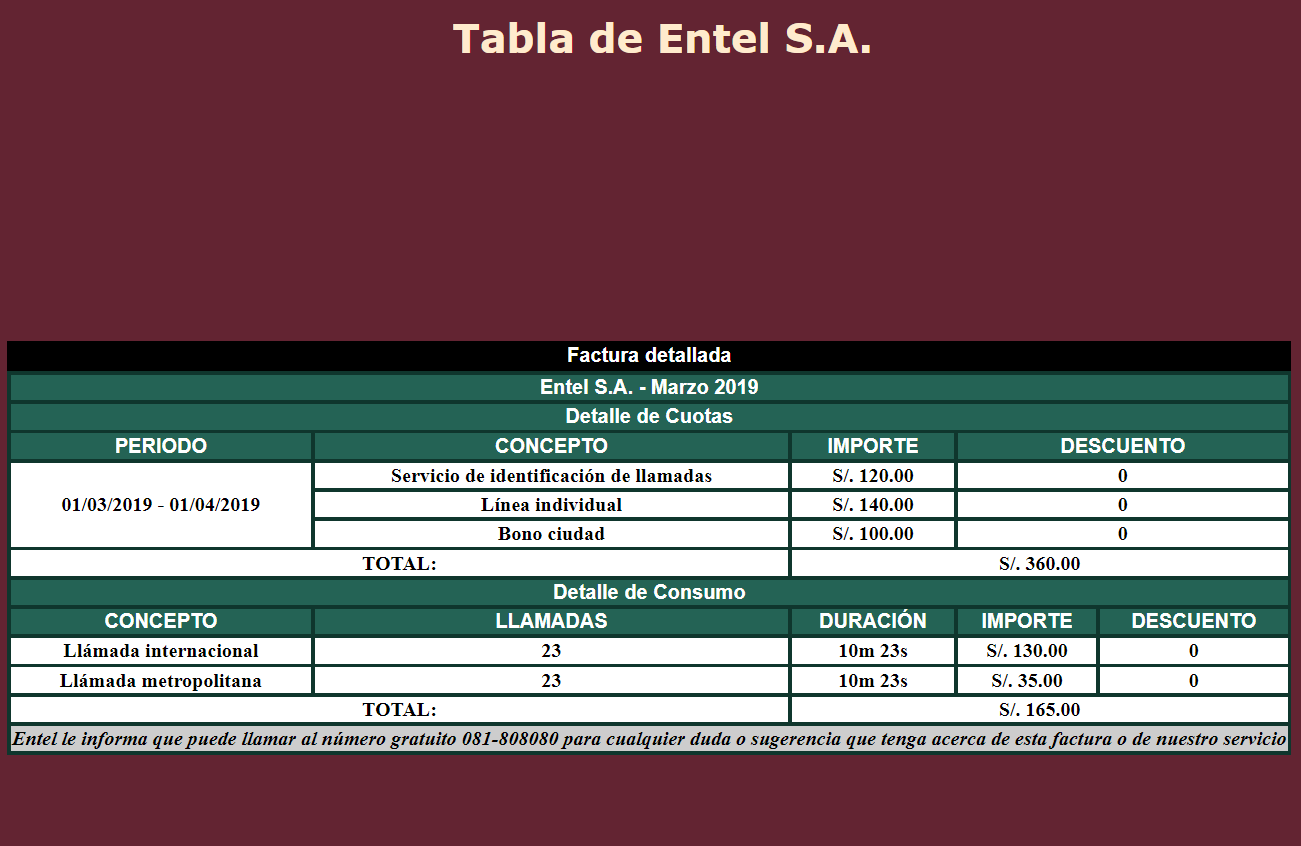 Tabla de Entel S.A.
Factura detallada
Entel S.A. - Marzo 2019
Detalle de Cuotas
PERIODO CONCEPTO IMPORTE DESCUENTO
01/03/2019 - 01/04/2019 Servicio de identificación de llamadas S/. 120.00 0
Línea individual S/. 140.00 0
Bono ciudad S/. 100.00 0
TOTAL: S/. 360.00
Detalle de Consumo
CONCEPTO LLAMADAS DURACIÓN IMPORTE DESCUENTO
Llámada internacional 23 10m 23s S/. 130.00 0
Llámada metropolitana 23 10m 23s S/. 35.00 0
TOTAL: S/. 165.00
Entel le informa que puede llamar al número gratuito 081-808080 para cualquier duda o sugerencia que tenga acerca de esta factura o de nuestro servicio